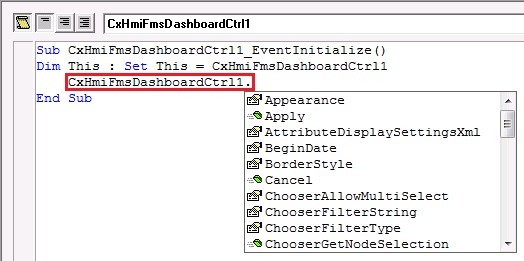 CxHmiFmsDashboardCtrl1
Sub CxHmiFmsDashboardCtrl1_EventInitialize()
Dim This : Set This = CxHmiFmsDashboardCtrl1
CxHmiFmsDashboardCtrl1.
End Sub
Appearance
Apply
AttributeDisplaySettingsXml
BeginDate
BorderStyle
Cancel
ChooserAllowMultiSelect
ChooserFilterString
ChooserFilterType
ChooserGetNodeSelection